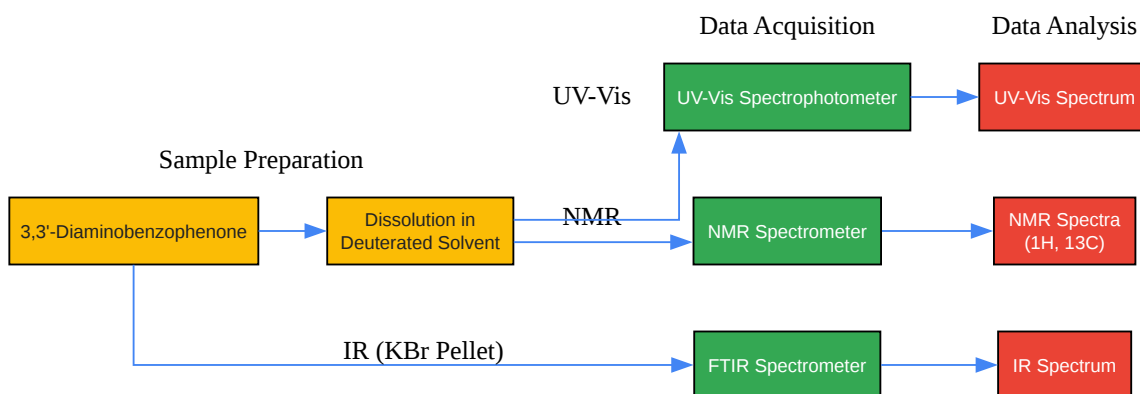 Data Acquisition
Data Analysis
UV-Vis
UV-Vis Spectrophotometer
UV-Vis Spectrum
Sample Preparation
3,3'-Diaminobenzophenone
Dissolution in
Deuterated Solvent
NMR
NMR Spectrometer
NMR Spectra
(1H, 13C)
IR (KBr Pellet)
FTIR Spectrometer
IR Spectrum